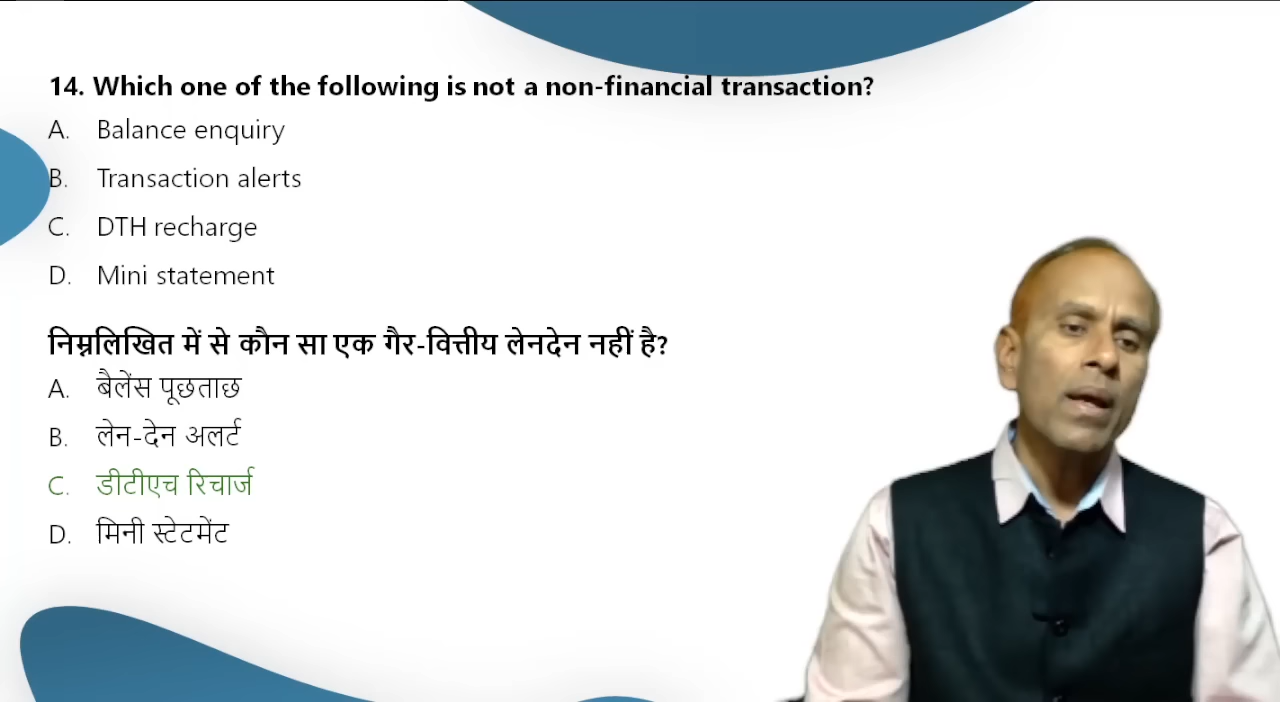 14. Which one of the following is not a non-financial transaction?
A. Balance enquiry
B. Transaction alerts
C. DTH recharge
D. Mini statement
निम्नलिखित में से कौन सा एक गैर-वित्तीय लेनदेन नहीं है?
A. बैलेंस पूछताछ
B. लेन-देन अलर्ट
C. डीटीएच रिचार्ज
D. मिनी स्टेटमेंट